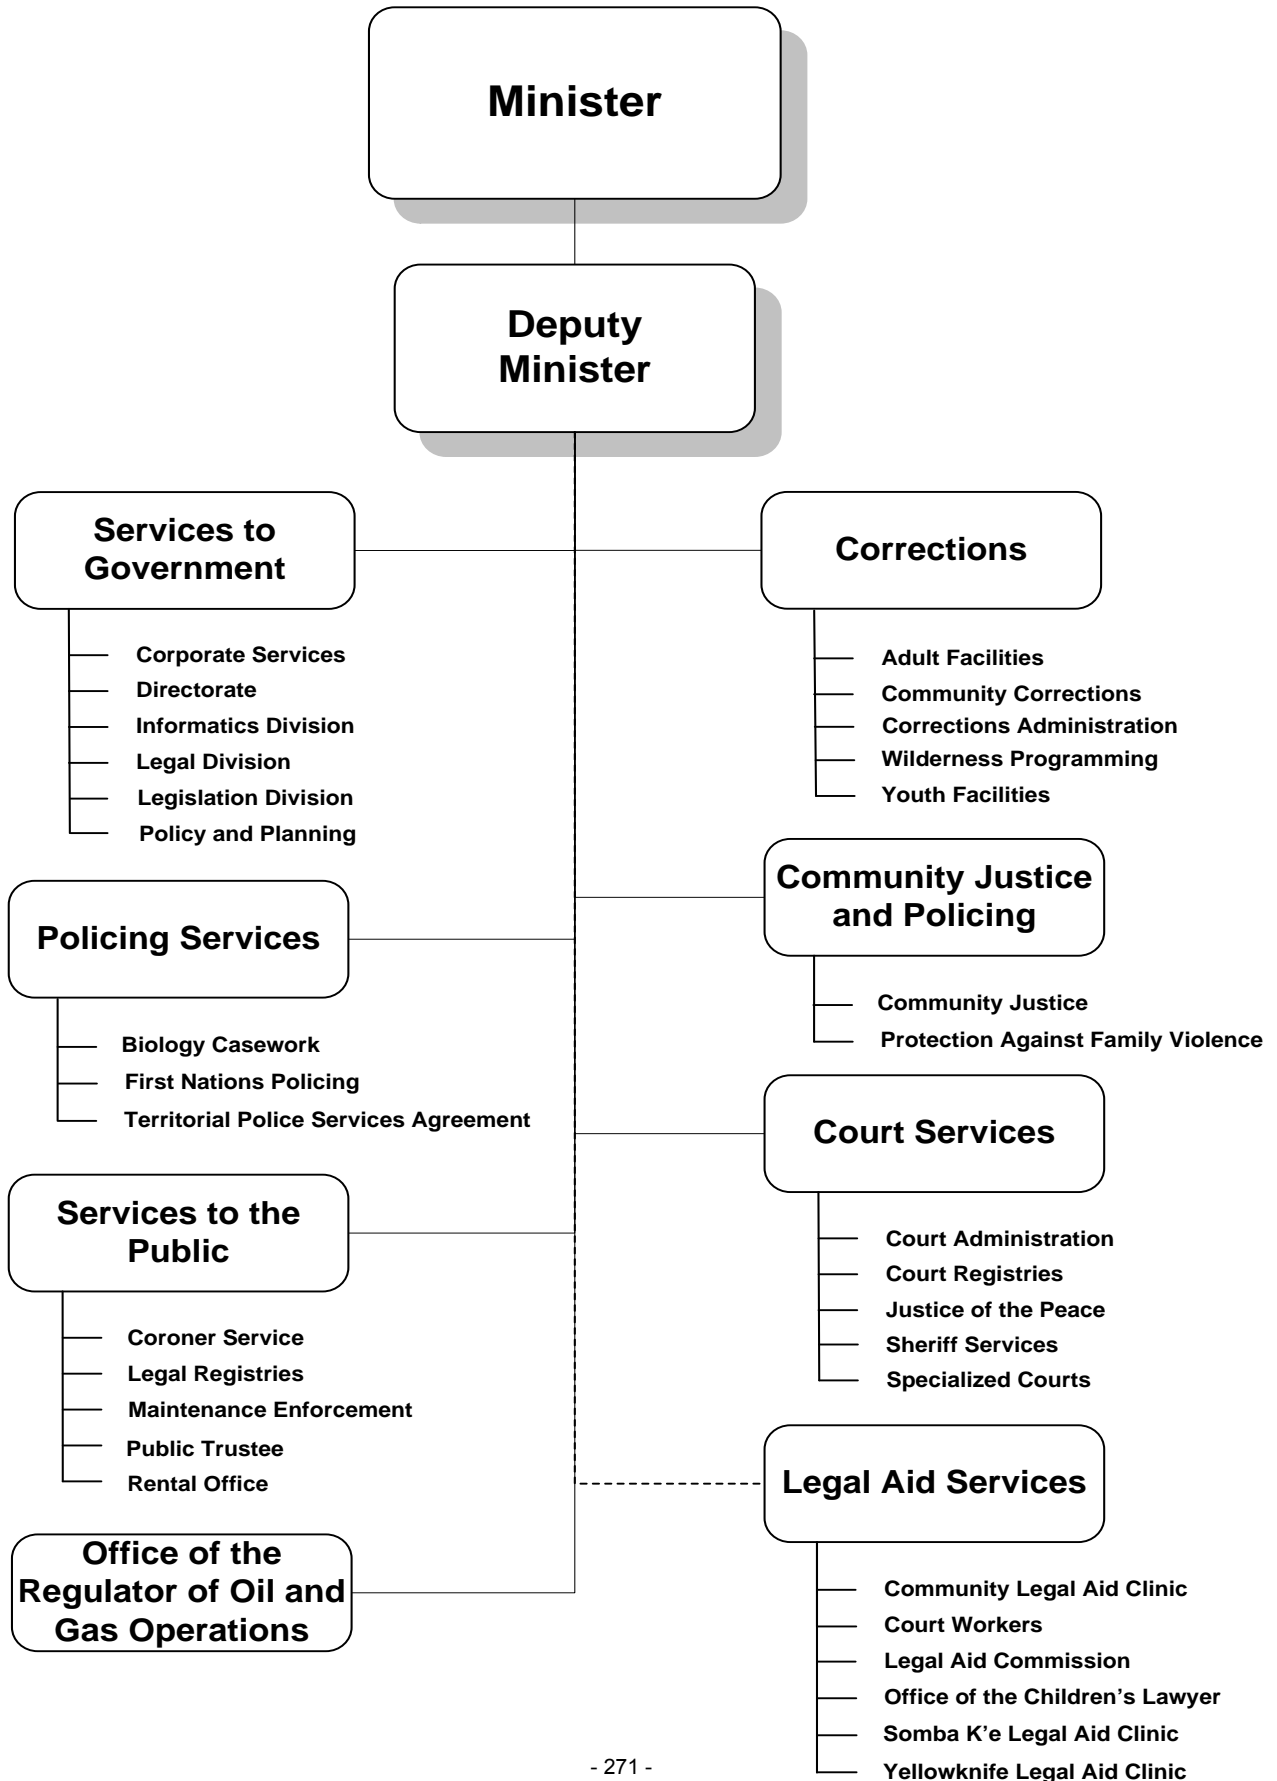 Minister
Deputy
Minister
Services to
Government
Corporate Services
Directorate
Informatics Division
Legal Division
Legislation Division
Policy and Planning
Corrections
Adult Facilities
Community Corrections
Corrections Administration
Wilderness Programming
Youth Facilities
Policing Services
Biology Casework
First Nations Policing
Territorial Police Services Agreement
Community Justice
and Policing
Community Justice
Protection Against Family Violence
Services to the
Public
Coroner Service
Legal Registries
Maintenance Enforcement
Public Trustee
Rental Office
Court Services
Court Administration
Court Registries
Justice of the Peace
Sheriff Services
Specialized Courts
Office of the
Regulator of Oil and
Gas Operations
Legal Aid Services
Community Legal Aid Clinic
Court Workers
Legal Aid Commission
Office of the Children's Lawyer
Somba K'e Legal Aid Clinic
Yellowknife Legal Aid Clinic
- 271 -